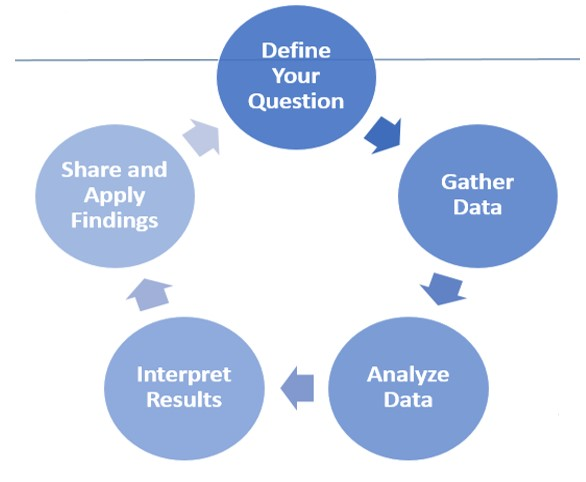 Define
Your
Question
Gather
Data
Analyze
Data
Interpret
Results
Share and
Apply
Findings